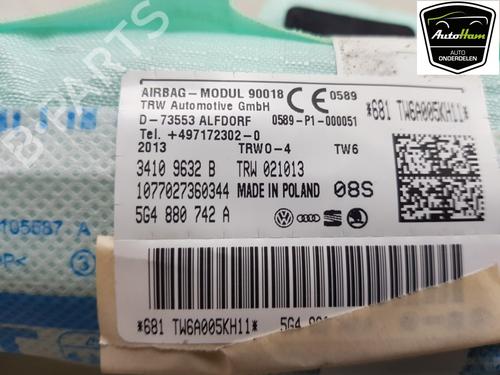 AutoHam
AUTO
ONDERDELEN
AIRBAG-MODUL 90018 CE 0589
TRW Automotive GmbH
D-73553 ALFDORF 0589-P1-000051
Tel. +497172302-0
2013 TRWO-4 TW6
3410 9632 B TRW 021013
1077027360344 MADE IN POLAND 08S
5G4 880 742 A
*681 TW6A005KH11*
*681 TW6A005KH11*